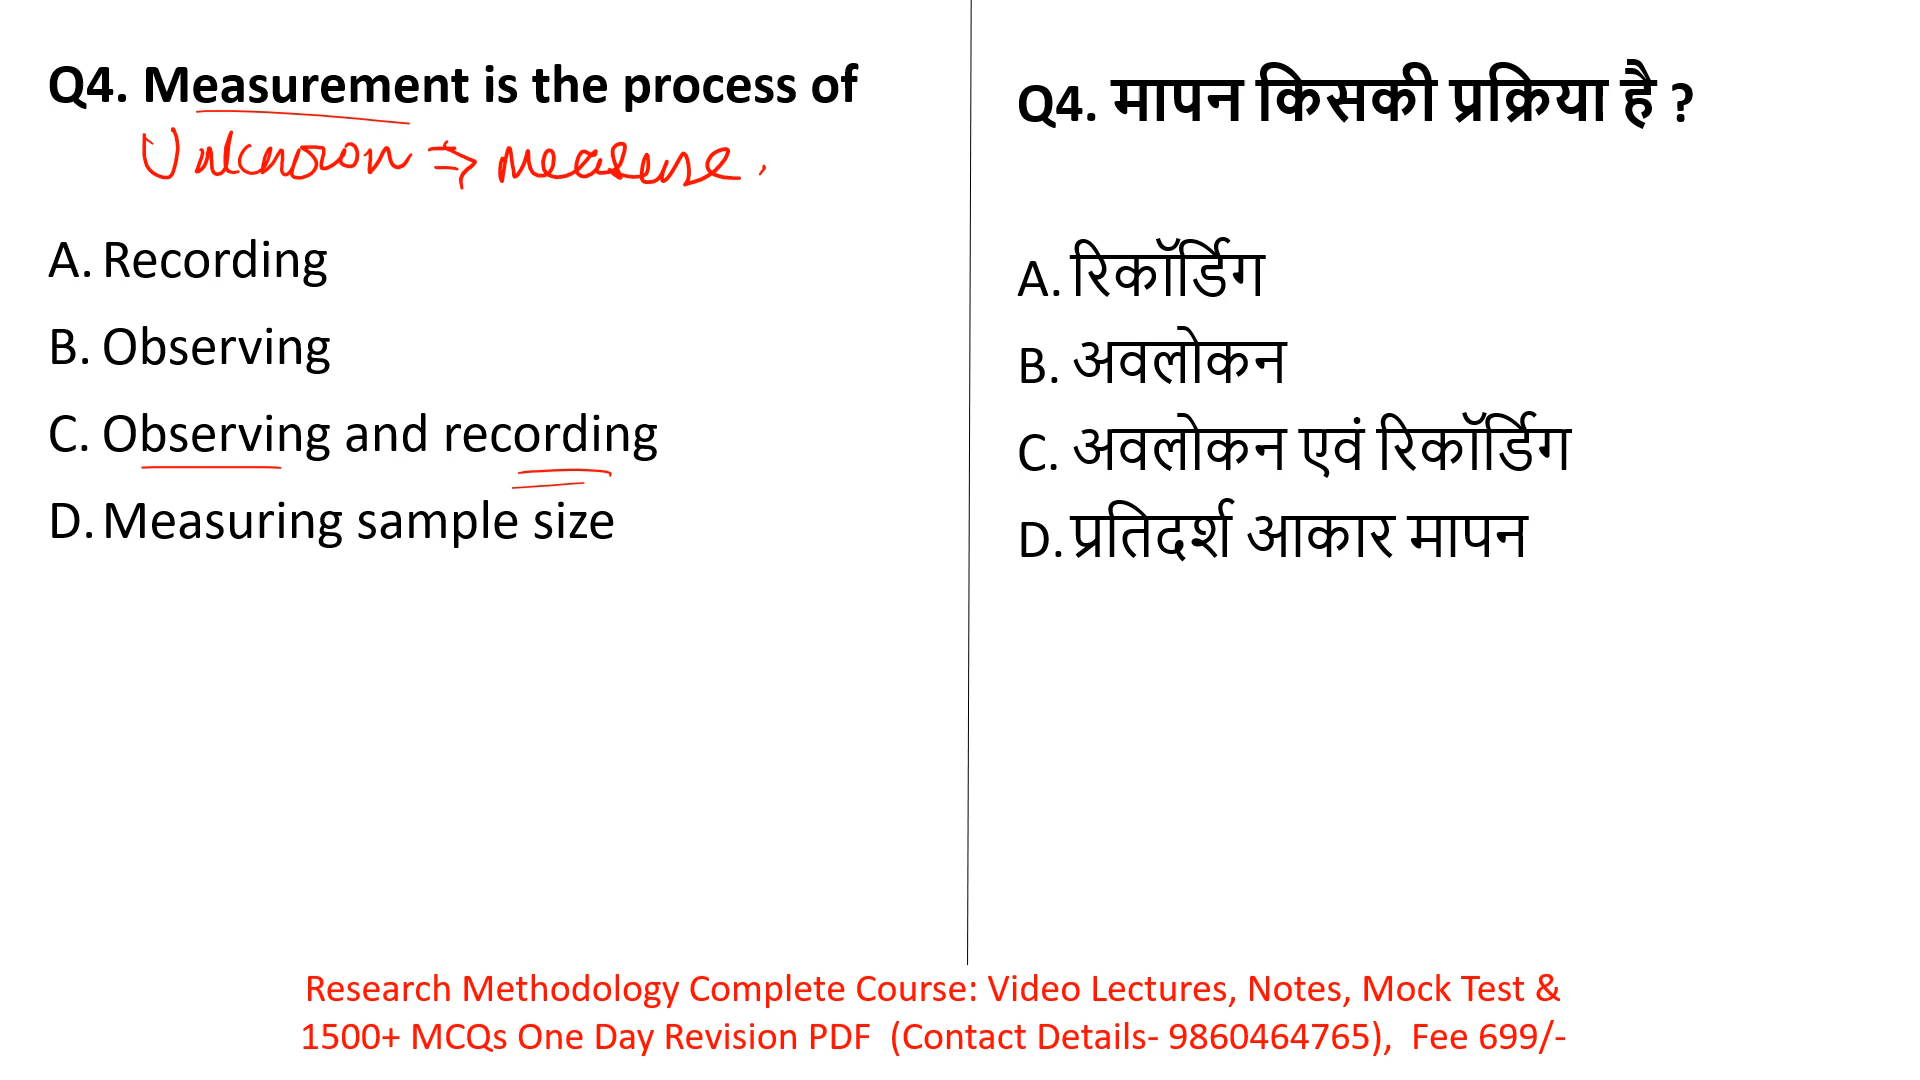 Q4. Measurement is the process of
Unknown ⇒ measure.
A. Recording
B. Observing
C. Observing and recording
D. Measuring sample size
Q4. मापन किसकी प्रक्रिया है ?
A. रिकॉर्डिग
B. अवलोकन
C. अवलोकन एवं रिकॉर्डिग
D. प्रतिदर्श आकार मापन
Research Methodology Complete Course: Video Lectures, Notes, Mock Test &
1500+ MCQs One Day Revision PDF (Contact Details- 9860464765), Fee 699/-